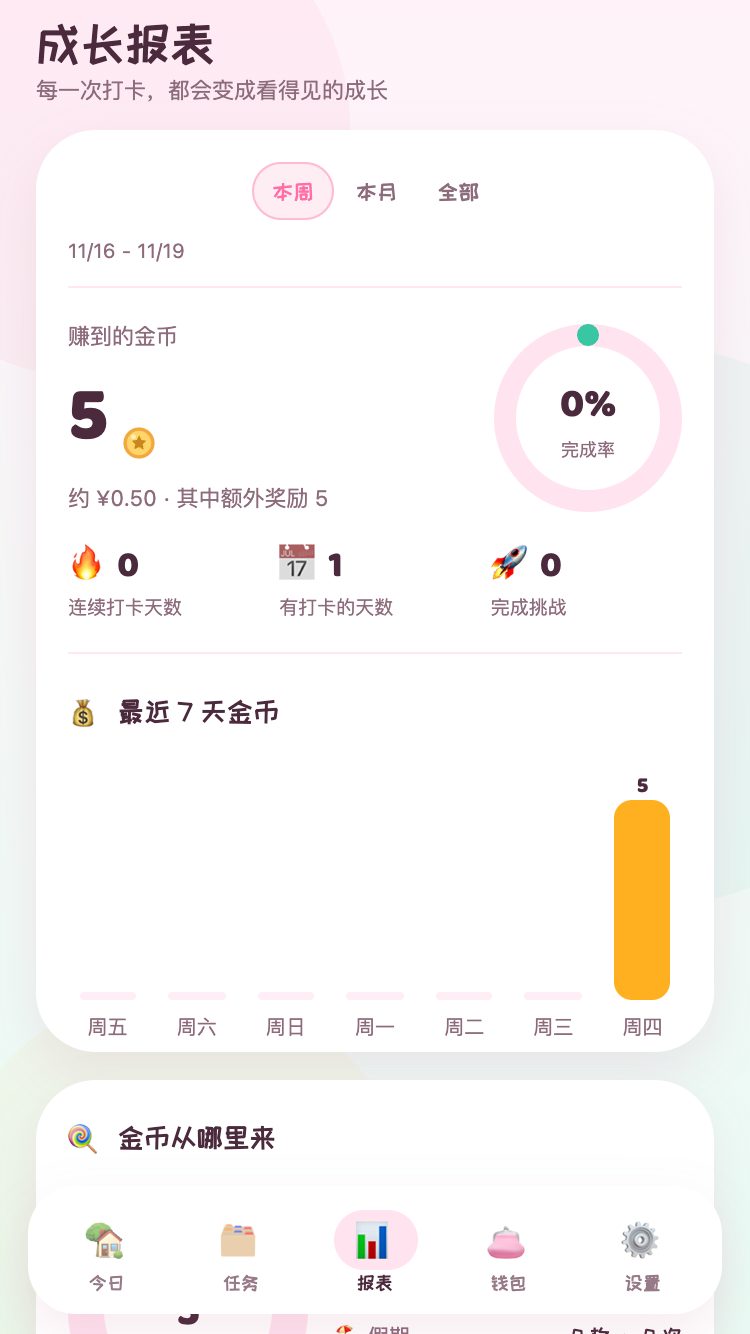 成长报表
每一次打卡，都会变成看得见的成长
本周 本月 全部
11/16 - 11/19
赚到的金币
5
0%
完成率
约 ¥0.50 · 其中额外奖励 5
0 JUL 17 1 0
连续打卡天数 有打卡的天数 完成挑战
最近 7 天金币
5
周五 周六 周日 周一 周二 周三 周四
金币从哪里来
今日 任务 报表 钱包 设置